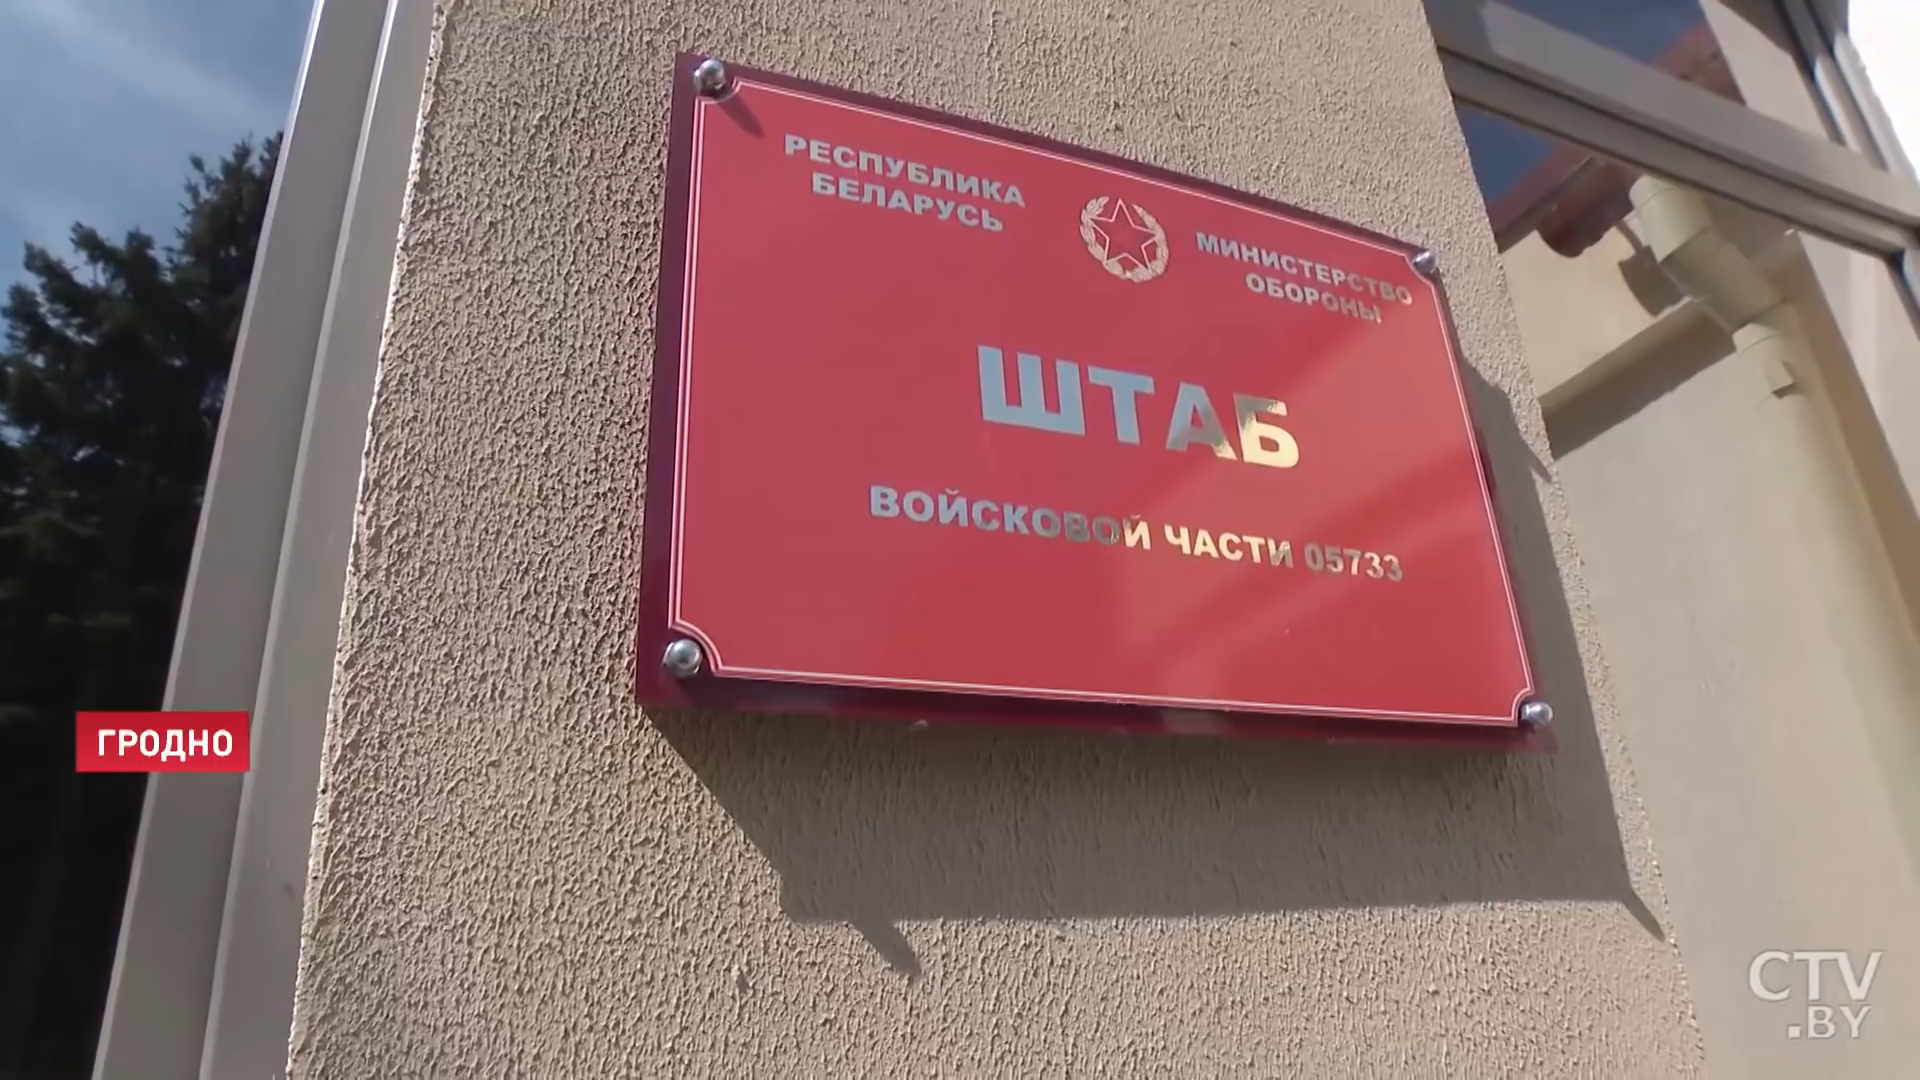 РЕСПУБЛИКА
БЕЛАРУСЬ
МИНИСТЕРСТВО
ОБОРОНЫ
ШТАБ
ВОЙСКОВОЙ ЧАСТИ 05733
ГРОДНО
CTV
.BY